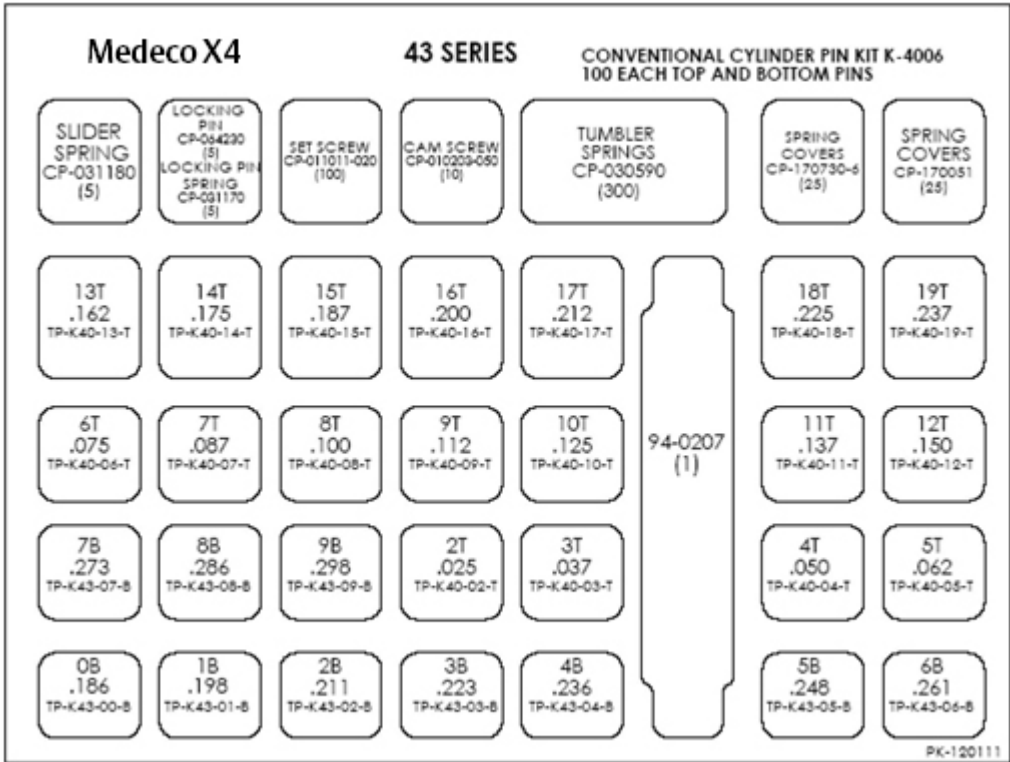 Medeco X4
43 SERIES
CONVENTIONAL CYLINDER PIN KIT K-4006
100 EACH TOP AND BOTTOM PINS
SLIDER
SPRING
CP-031180
(5)
LOCKING
PIN
CP-064230
(5)
LOCKING PIN
SPRING
CP-031170
(5)
SET SCREW
CP-011011-020
(100)
CAM SCREW
CP-010203-050
(10)
TUMBLER
SPRINGS
CP-030590
(300)
SPRING
COVERS
CP-170730-6
(25)
SPRING
COVERS
CP-170051
(25)
13T
.162
TP-K40-13-T
14T
.175
TP-K40-14-T
15T
.187
TP-K40-15-T
16T
.200
TP-K40-16-T
17T
.212
TP-K40-17-T
18T
.225
TP-K40-18-T
19T
.237
TP-K40-19-T
6T
.075
TP-K40-06-T
7T
.087
TP-K40-07-T
8T
.100
TP-K40-08-T
9T
.112
TP-K40-09-T
10T
.125
TP-K40-10-T
94-0207
(1)
11T
.137
TP-K40-11-T
12T
.150
TP-K40-12-T
7B
.273
TP-K43-07-B
8B
.286
TP-K43-08-B
9B
.298
TP-K43-09-B
2T
.025
TP-K40-02-T
3T
.037
TP-K40-03-T
4T
.050
TP-K40-04-T
5T
.062
TP-K40-05-T
0B
.186
TP-K43-00-B
1B
.198
TP-K43-01-B
2B
.211
TP-K43-02-B
3B
.223
TP-K43-03-B
4B
.236
TP-K43-04-B
5B
.248
TP-K43-05-B
6B
.261
TP-K43-06-B
PK-120111